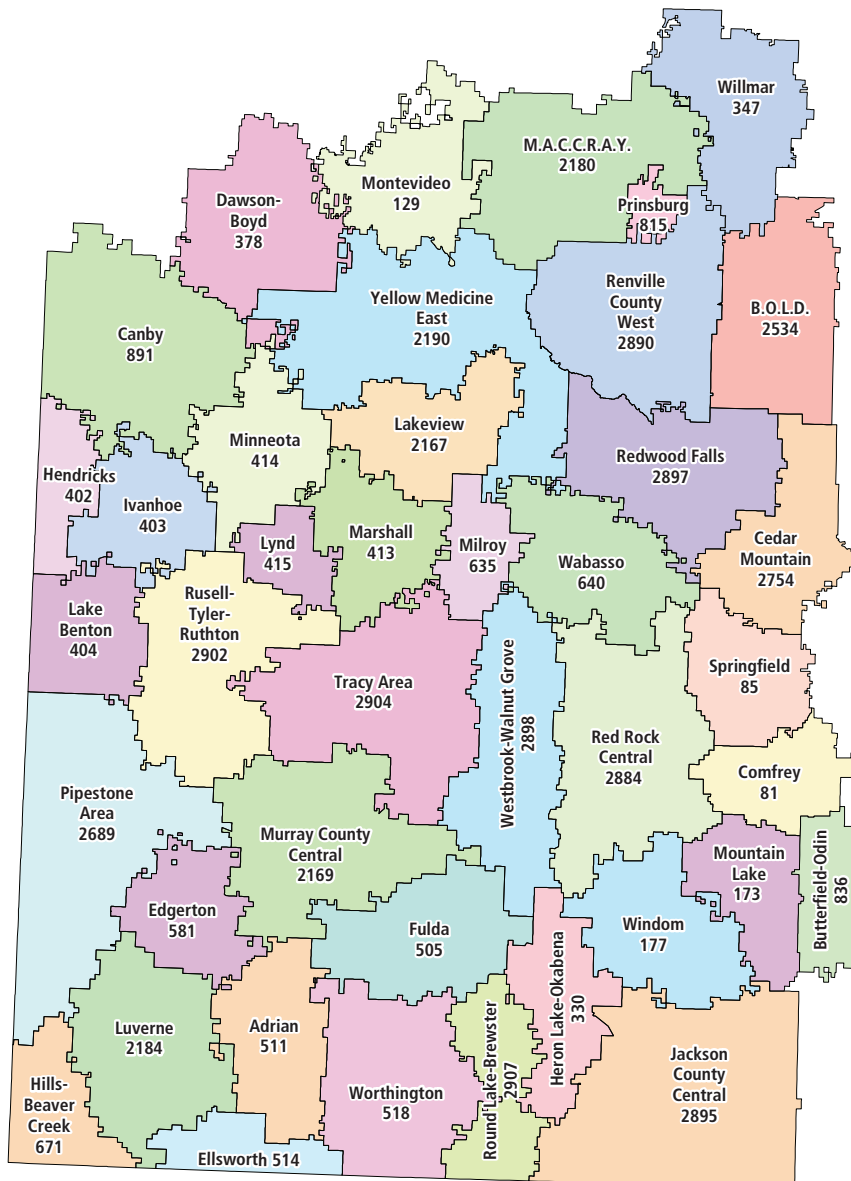 Willmar
347
M.A.C.C.R.A.Y.
2180
Montevideo
129
Dawson-
Boyd
378
Prinsburg
815
Renville
County
West
2890
B.O.L.D.
2534
Yellow Medicine
East
2190
Canby
891
Lakeview
2167
Minneota
414
Redwood Falls
2897
Hendricks
402
Ivanhoe
403
Lynd
415
Marshall
413
Milroy
635
Wabasso
640
Cedar
Mountain
2754
Lake
Benton
404
Rusell-
Tyler-
Ruthton
2902
Tracy Area
2904
Westbrook-Walnut Grove
2898
Springfield
85
Red Rock
Central
2884
Comfrey
81
Pipestone
Area
2689
Murray County
Central
2169
Mountain
Lake
173
Butterfield-Odin
836
Edgerton
581
Fulda
505
Windom
177
Heron Lake-Okabena
330
Luverne
2184
Adrian
511
Worthington
518
Round Lake-Brewster
2907
Jackson
County
Central
2895
Hills-
Beaver
Creek
671
Ellsworth 514